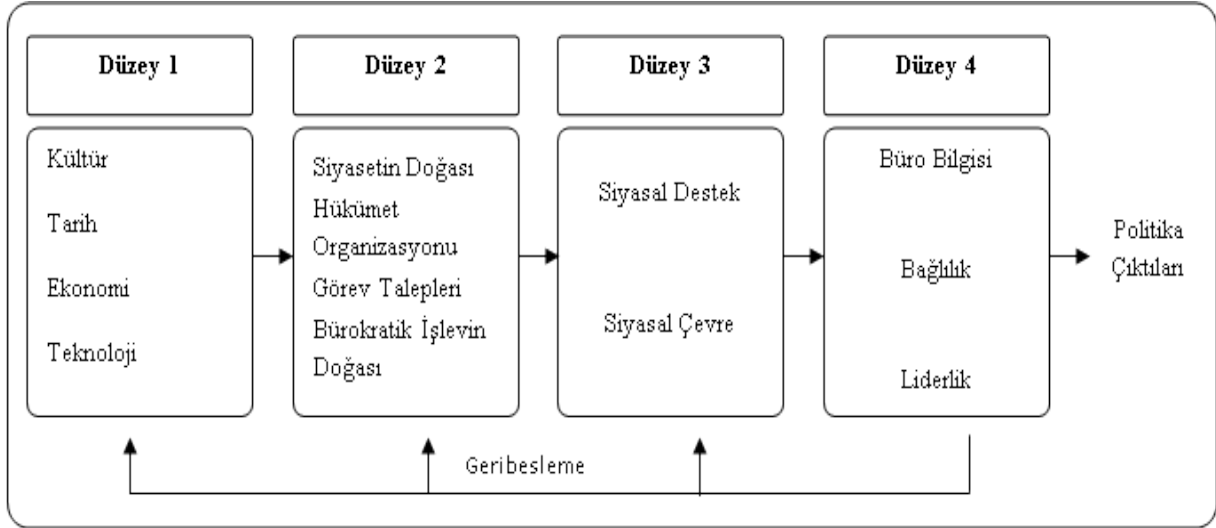 Düzey 1
Düzey 2
Düzey 3
Düzey 4
Kültür
Tarih
Ekonomi
Teknoloji
Siyasetin Doğası
Hükümet
Organizasyonu
Görev Talepleri
Bürokratik İşlevin
Doğası
Siyasal Destek
Siyasal Çevre
Büro Bilgisi
Bağlılık
Liderlik
Politika
Çıktıları
Geribesleme